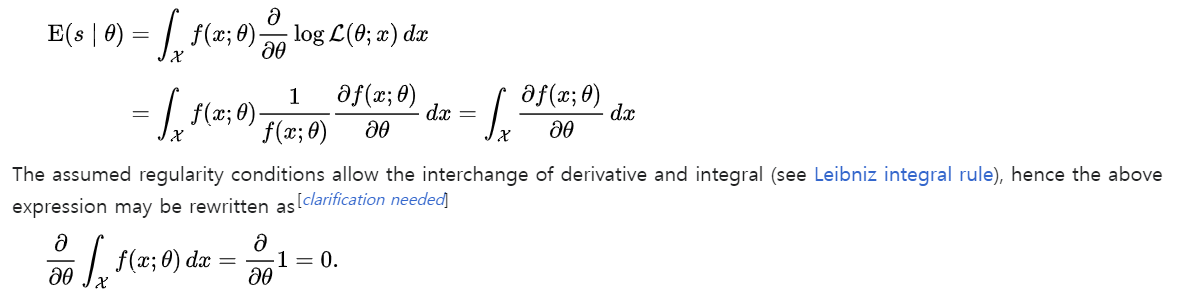 E(s | θ) = ∫_𝒳 f(x; θ) ∂/∂θ log ℒ(θ; x) dx
= ∫_𝒳 f(x; θ) 1/f(x; θ) ∂f(x; θ)/∂θ dx = ∫_𝒳 ∂f(x; θ)/∂θ dx
The assumed regularity conditions allow the interchange of derivative and integral (see Leibniz integral rule), hence the above
expression may be rewritten as[clarification needed]
∂/∂θ ∫_𝒳 f(x; θ) dx = ∂/∂θ 1 = 0.